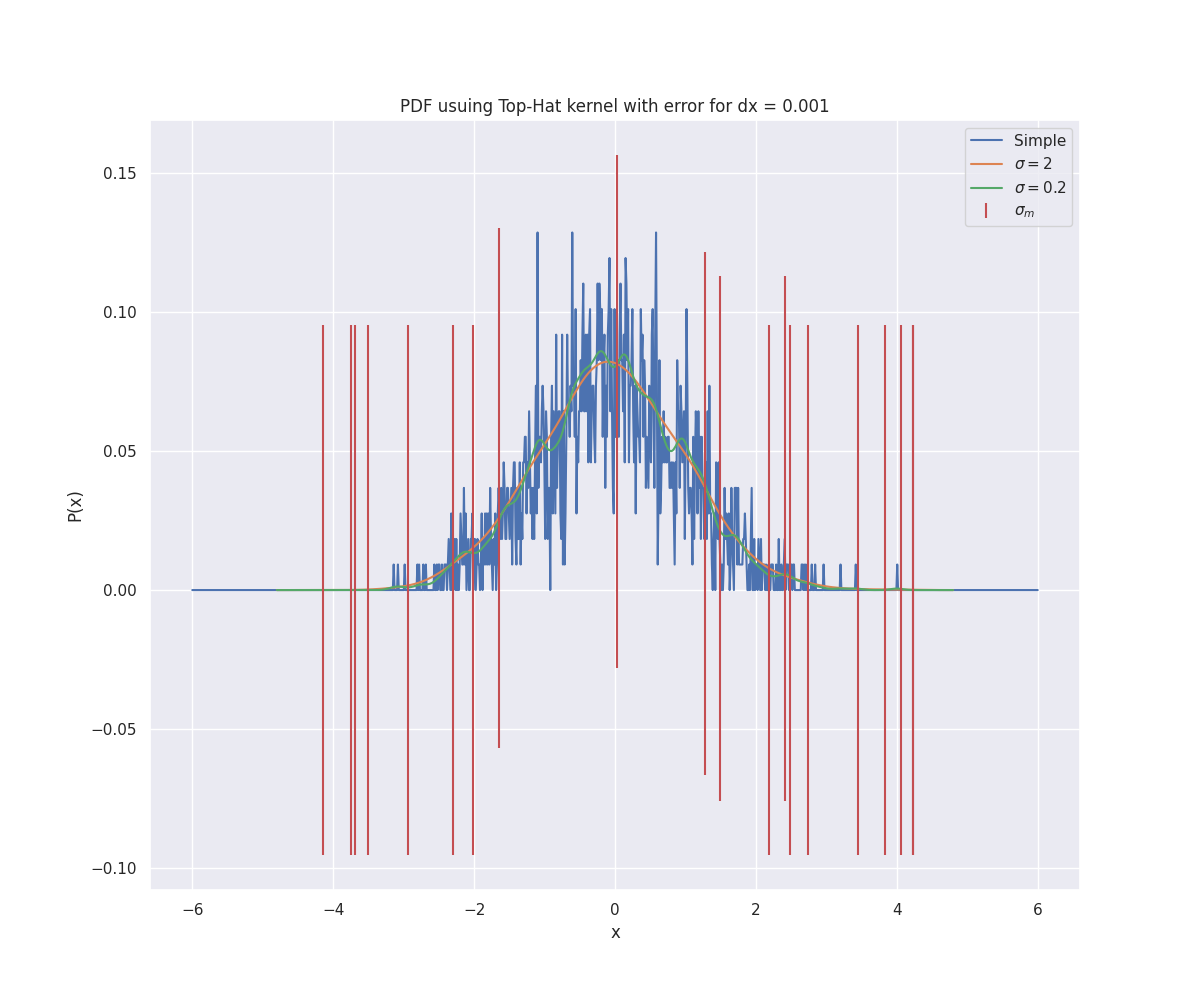 PDF usuing Top-Hat kernel with error for dx = 0.001
Simple
σ = 2
σ = 0.2
σm
0.15
0.10
0.05
0.00
−0.05
−0.10
P(x)
−6
−4
−2
0
2
4
6
x